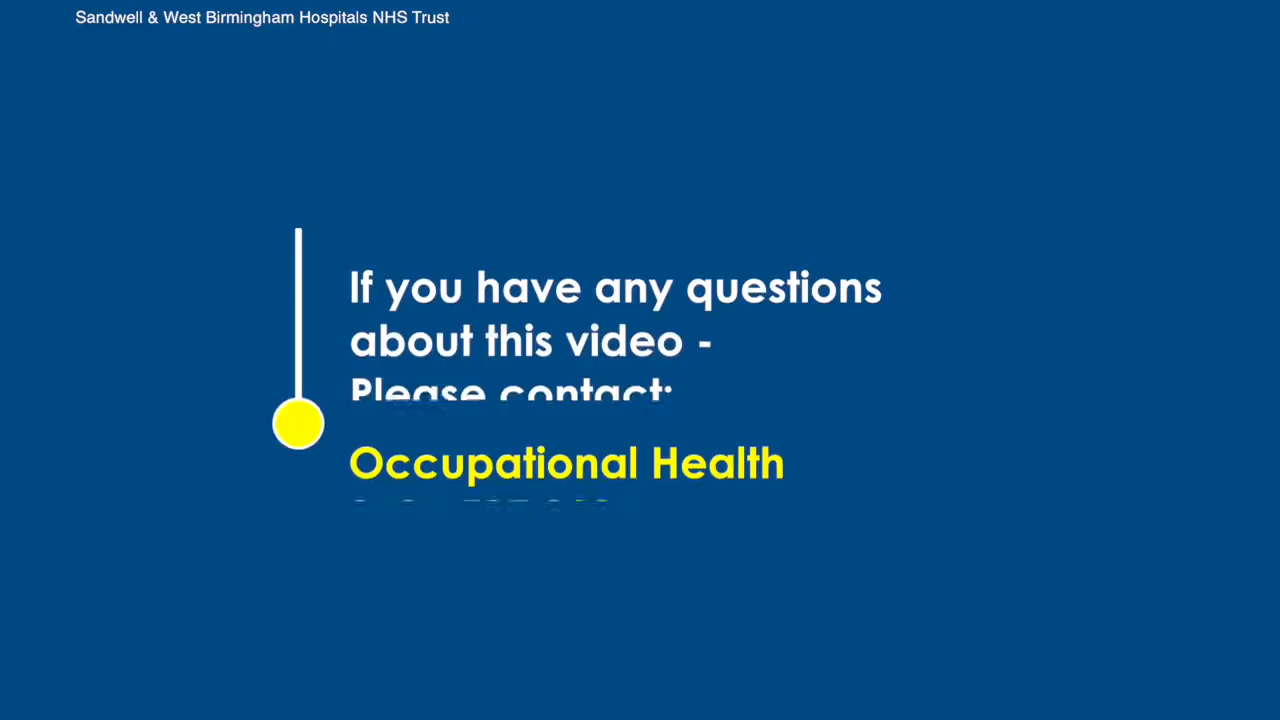 Sandwell & West Birmingham Hospitals NHS Trust
If you have any questions
about this video -
Please contact:
Occupational Health